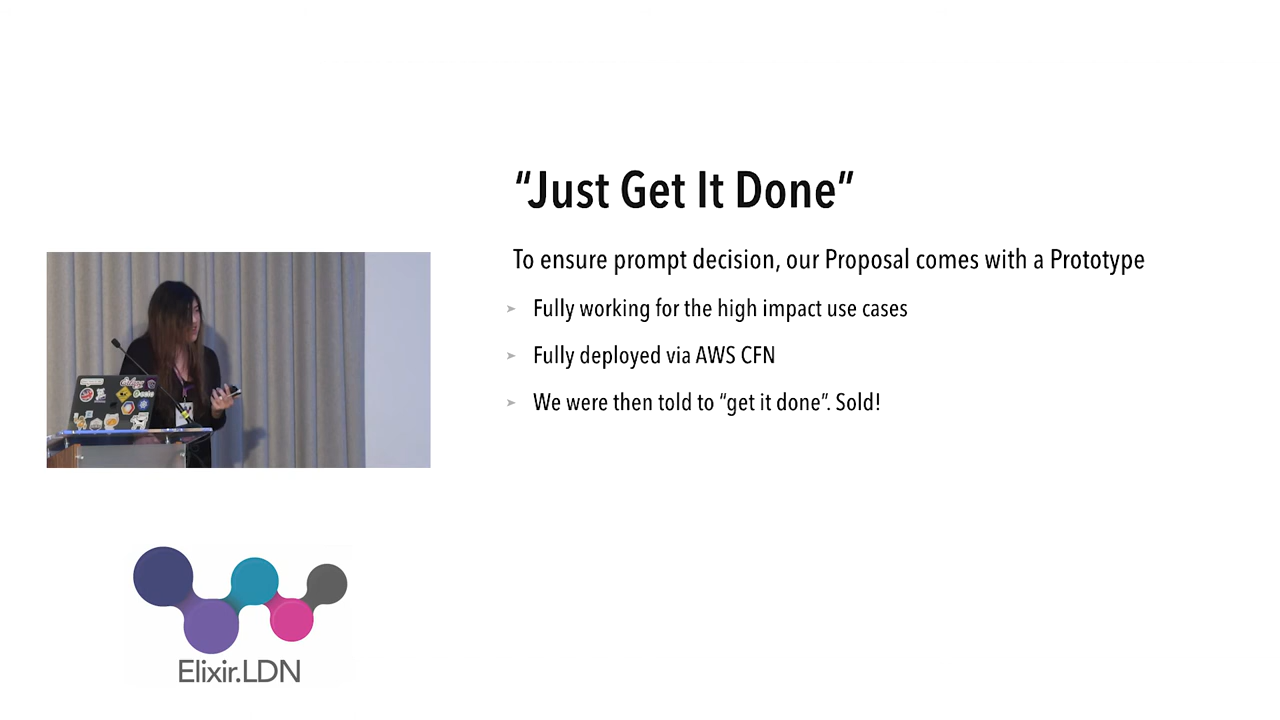 “Just Get It Done”
To ensure prompt decision, our Proposal comes with a Prototype
➤ Fully working for the high impact use cases
➤ Fully deployed via AWS CFN
➤ We were then told to “get it done”. Sold!
Elixir.LDN